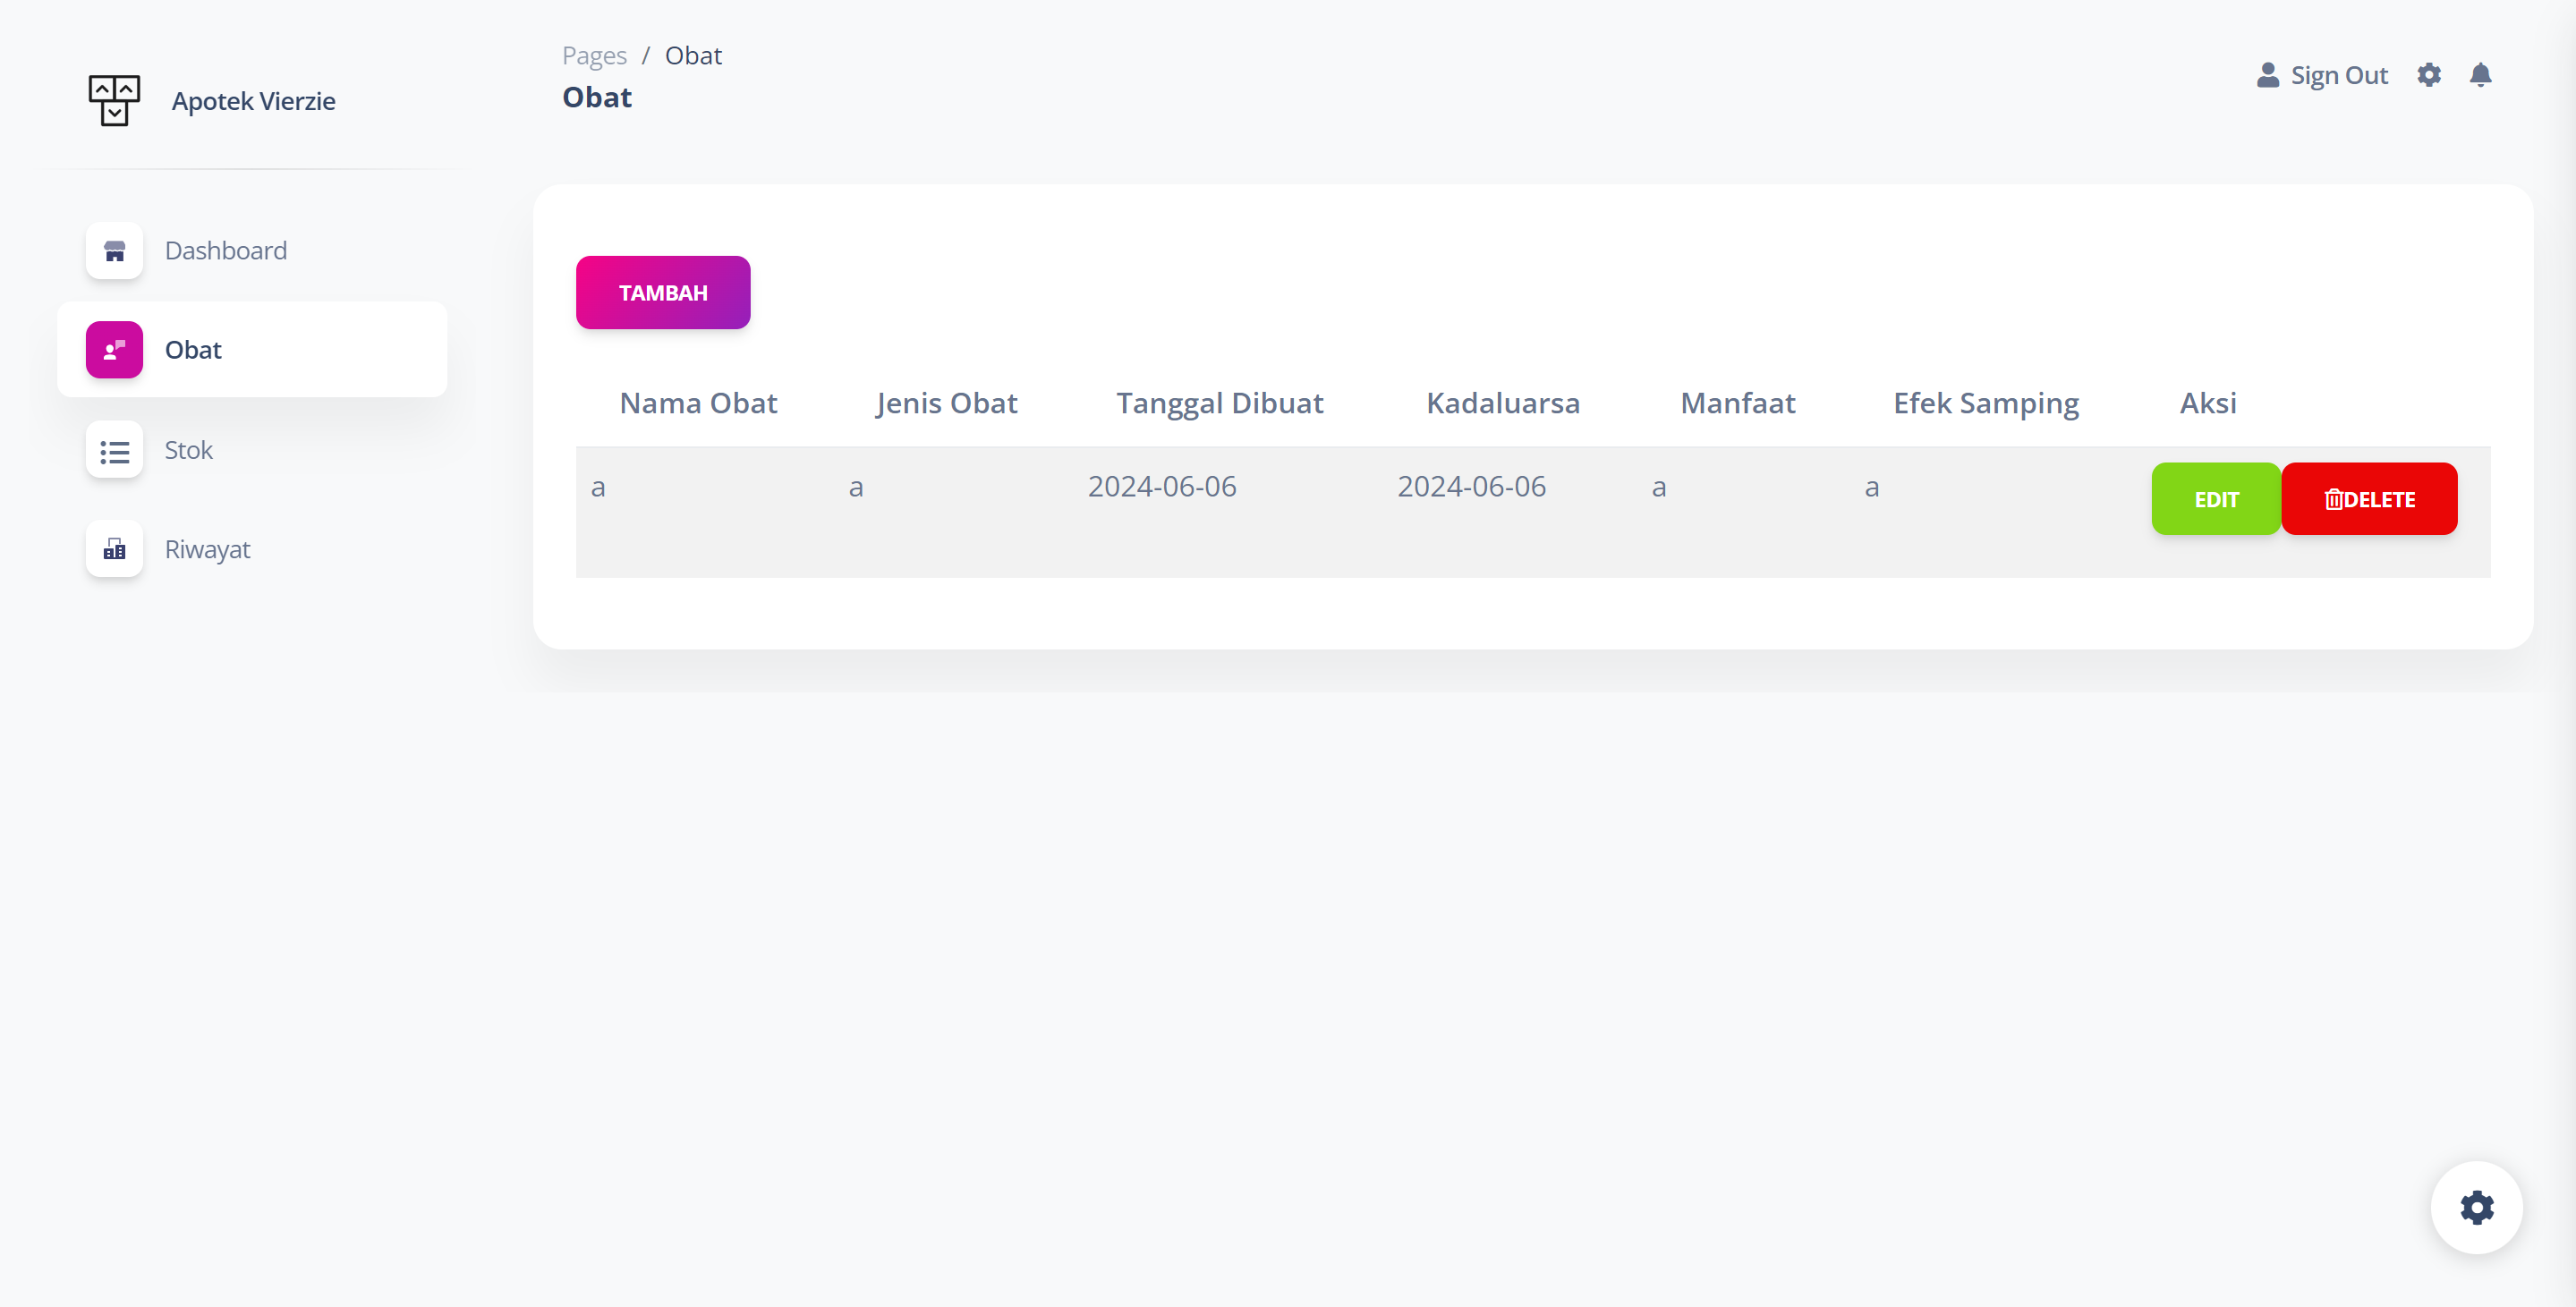 Apotek Vierzie
Dashboard
Obat
Stok
Riwayat
Pages / Obat
Obat
Sign Out
TAMBAH
Nama Obat Jenis Obat Tanggal Dibuat Kadaluarsa Manfaat Efek Samping Aksi
a a 2024-06-06 2024-06-06 a a EDIT DELETE